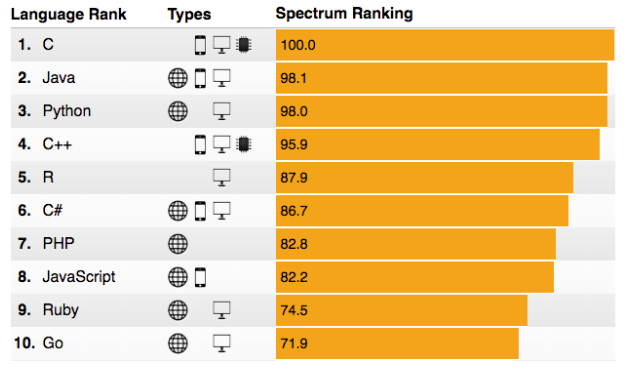 Language Rank Types Spectrum Ranking
1. C 100.0
2. Java 98.1
3. Python 98.0
4. C++ 95.9
5. R 87.9
6. C# 86.7
7. PHP 82.8
8. JavaScript 82.2
9. Ruby 74.5
10. Go 71.9